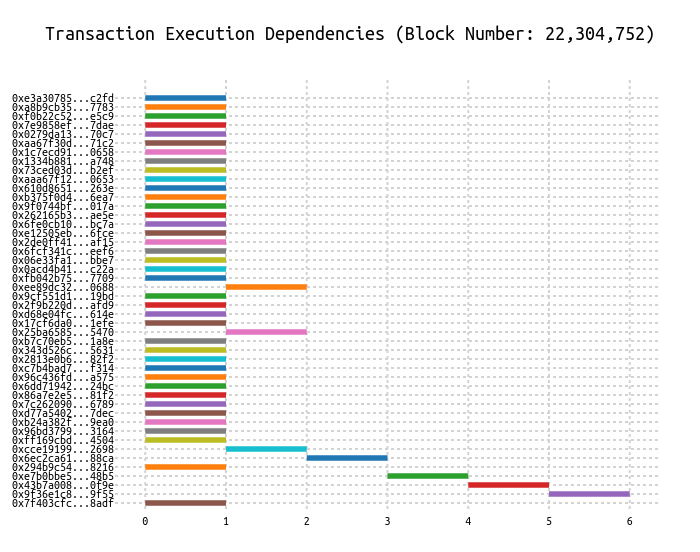 Transaction Execution Dependencies (Block Number: 22,304,752)
0xe3a30785...c2fd
0xa8b9cb35...7783
0xf0b22c52...e5c9
0x7e9858ef...7dae
0x0279da13...70c7
0xaa67f30d...71c2
0x1c7ecd91...0658
0x1334b881...a748
0x73ced03d...b2ef
0xaaa67f12...0653
0x610d8651...263e
0xb375f0d4...6ea7
0x9f0744bf...017a
0x262165b3...ae5e
0x6fe0cb10...bc7a
0xe12505eb...6fce
0x2de0ff41...af15
0x6fcf341c...eef6
0x06e33fa1...bbe7
0x0acd4b41...c22a
0xfb042b75...7709
0xee89dc32...0688
0x9cf551d1...19bd
0x2f9b220d...afd9
0xd68e04fc...614e
0x17cf6da0...1efe
0x25ba6585...5470
0xb7c70eb5...1a8e
0x343d526c...5631
0x2813e0b6...82f2
0xc7b4bad7...f314
0x96c436fd...a575
0x6dd71942...24bc
0x86a7e2e5...81f2
0x7c262090...6789
0xd77a5402...7dec
0xb24a382f...9ea0
0x96bd3799...3164
0xff169cbd...4504
0xcce19199...2698
0x6ec2ca61...88ca
0x294b9c54...8216
0xe7b0bbe5...48b5
0x43b7a008...0f9e
0x9f36e1c8...9f55
0x7f403cfc...8adf
0 1 2 3 4 5 6